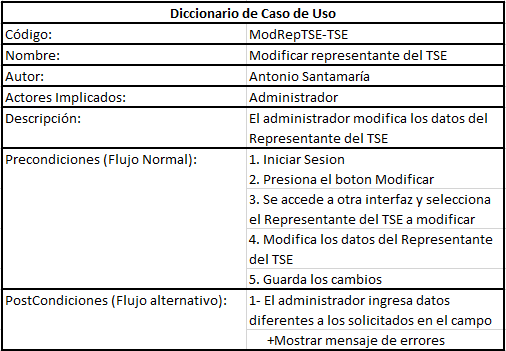 Diccionario de Caso de Uso
Código: ModRepTSE-TSE
Nombre: Modificar representante del TSE
Autor: Antonio Santamaría
Actores Implicados: Administrador
Descripción: El administrador modifica los datos del
Representante del TSE
Precondiciones (Flujo Normal): 1. Iniciar Sesion
2. Presiona el boton Modificar
3. Se accede a otra interfaz y selecciona
el Representante del TSE a modificar
4. Modifica los datos del Representante
del TSE
5. Guarda los cambios
PostCondiciones (Flujo alternativo): 1- El administrador ingresa datos
diferentes a los solicitados en el campo
+Mostrar mensaje de errores